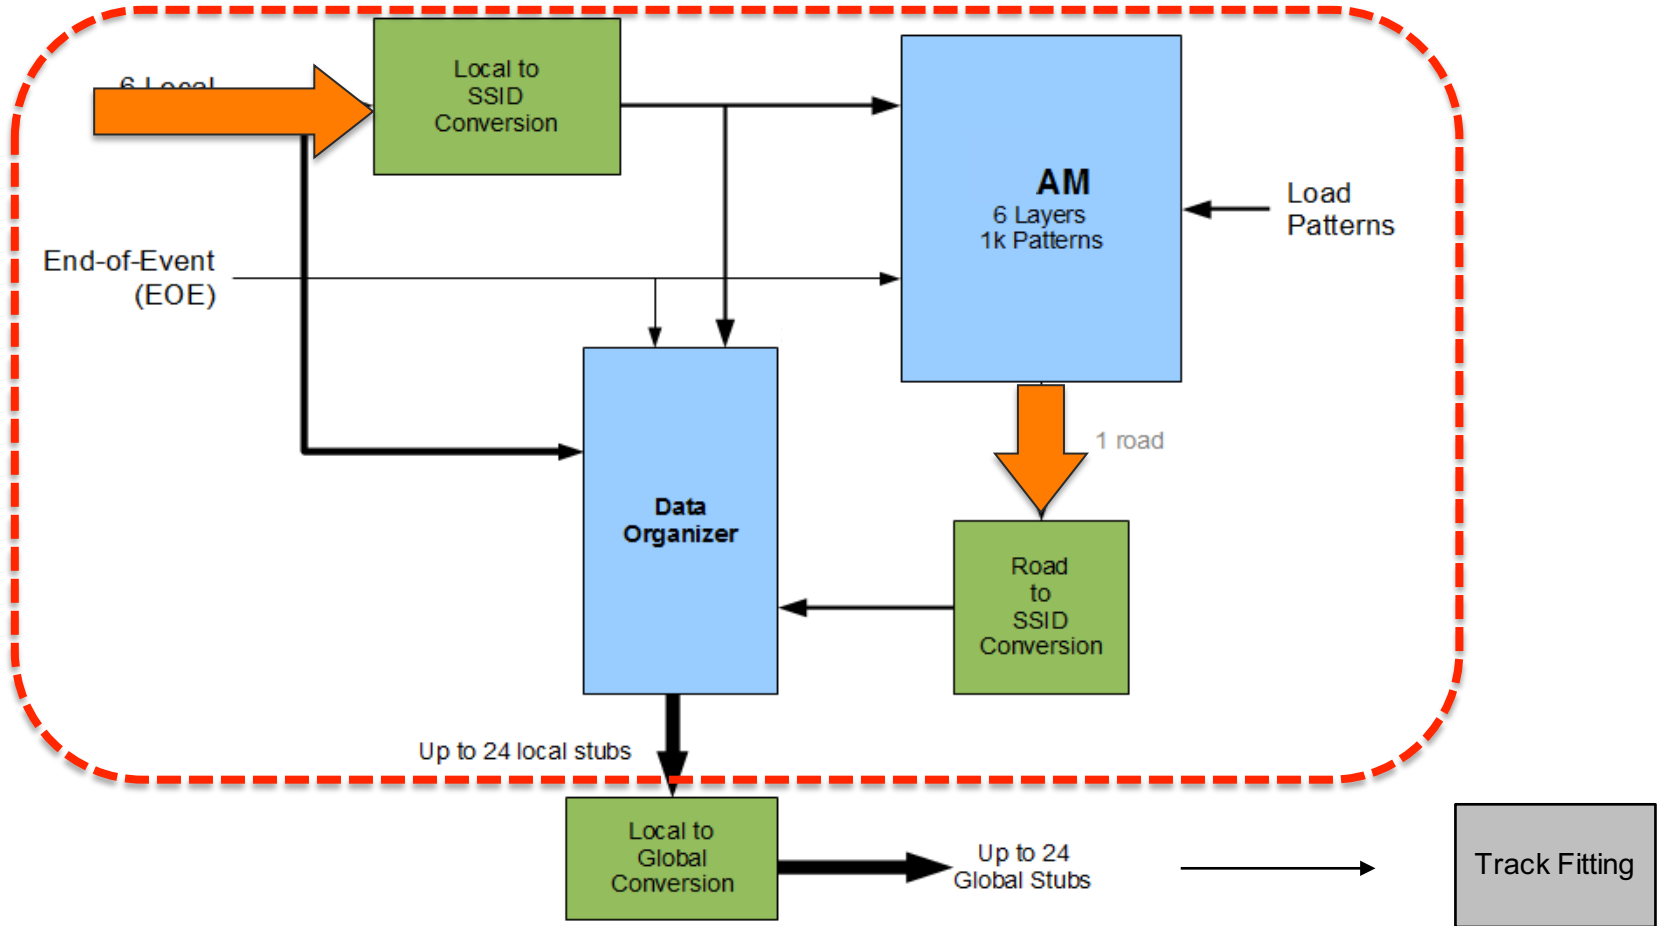 Local to
SSID
Conversion
6 Local
AM
6 Layers
1k Patterns
Load
Patterns
End-of-Event
(EOE)
1 road
Data
Organizer
Road
to
SSID
Conversion
Up to 24 local stubs
Local to
Global
Conversion
Up to 24
Global Stubs
Track Fitting